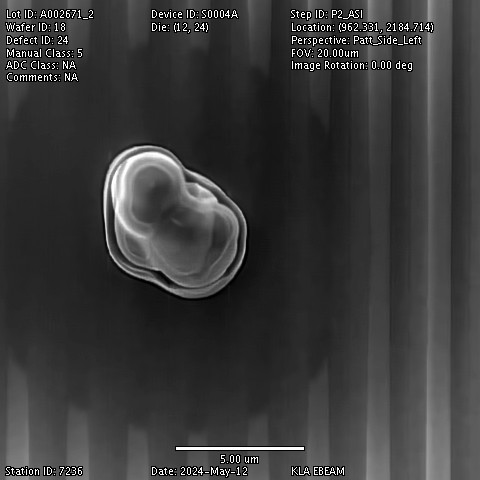 Lot ID: A002671_2 Device ID: S0004A Step ID: P2_ASI
Wafer ID: 18 Die: (12, 24) Location: (962.331, 2184.714)
Defect ID: 24 Perspective: Patt_Side_Left
Manual Class: 5 FOV: 20.00um
ADC Class: NA Image Rotation: 0.00 deg
Comments: NA
5.00 um
Station ID: 7236 Date: 2024-May-12 KLA EBEAM